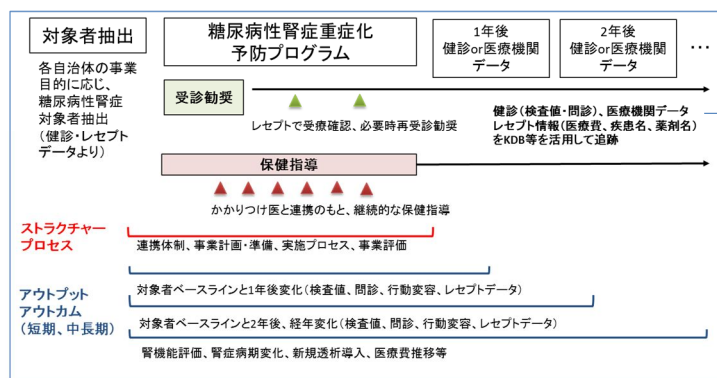 対象者抽出
各自治体の事業
目的に応じ、
糖尿病性腎症
対象者抽出
(健診・レセプト
データより)
糖尿病性腎症重症化
予防プログラム
1年後
健診or医療機関
データ
2年後
健診or医療機関
データ
…
受診勧奨
レセプトで受療確認、必要時再受診勧奨
健診(検査値・問診)、医療機関データ
レセプト情報(医療費、疾患名、薬剤名)
をKDB等を活用して追跡
保健指導
かかりつけ医と連携のもと、継続的な保健指導
ストラクチャー
プロセス
連携体制、事業計画・準備、実施プロセス、事業評価
アウトプット
アウトカム
(短期、中長期)
対象者ベースラインと1年後変化(検査値、問診、行動変容、レセプトデータ)
対象者ベースラインと2年後、経年変化(検査値、問診、行動変容、レセプトデータ)
腎機能評価、腎症病期変化、新規透析導入、医療費推移等